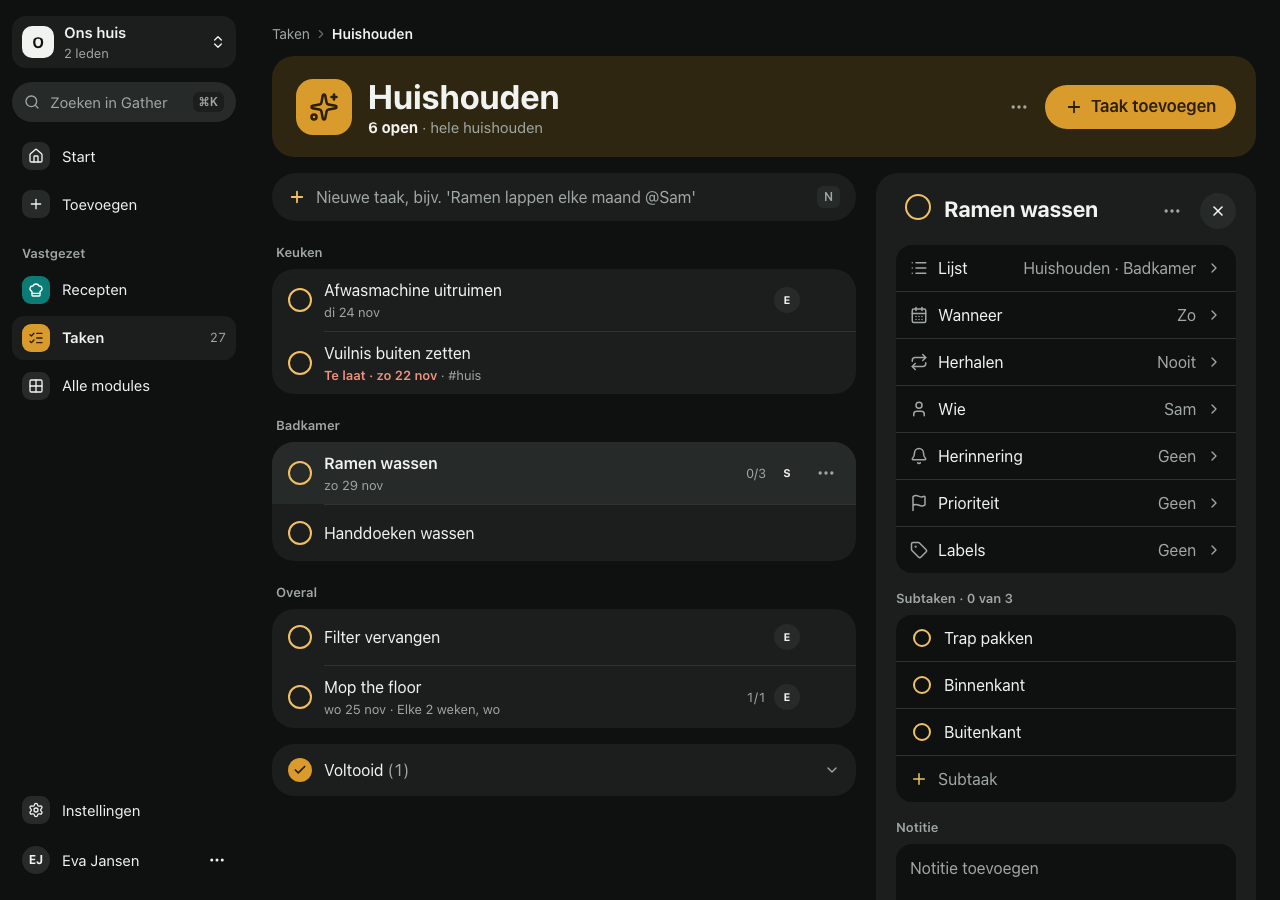 O
Ons huis
2 leden
Zoeken in Gather
⌘K
Start
Toevoegen
Vastgezet
Recepten
Taken
27
Alle modules
Instellingen
EJ
Eva Jansen
Taken
Huishouden
Huishouden
6 open · hele huishouden
Taak toevoegen
Nieuwe taak, bijv. 'Ramen lappen elke maand @Sam'
N
Keuken
Afwasmachine uitruimen
di 24 nov
E
Vuilnis buiten zetten
Te laat · zo 22 nov · #huis
Badkamer
Ramen wassen
zo 29 nov
0/3
S
Handdoeken wassen
Overal
Filter vervangen
E
Mop the floor
wo 25 nov · Elke 2 weken, wo
1/1
E
Voltooid (1)
Ramen wassen
Lijst
Huishouden · Badkamer
Wanneer
Zo
Herhalen
Nooit
Wie
Sam
Herinnering
Geen
Prioriteit
Geen
Labels
Geen
Subtaken · 0 van 3
Trap pakken
Binnenkant
Buitenkant
Subtaak
Notitie
Notitie toevoegen